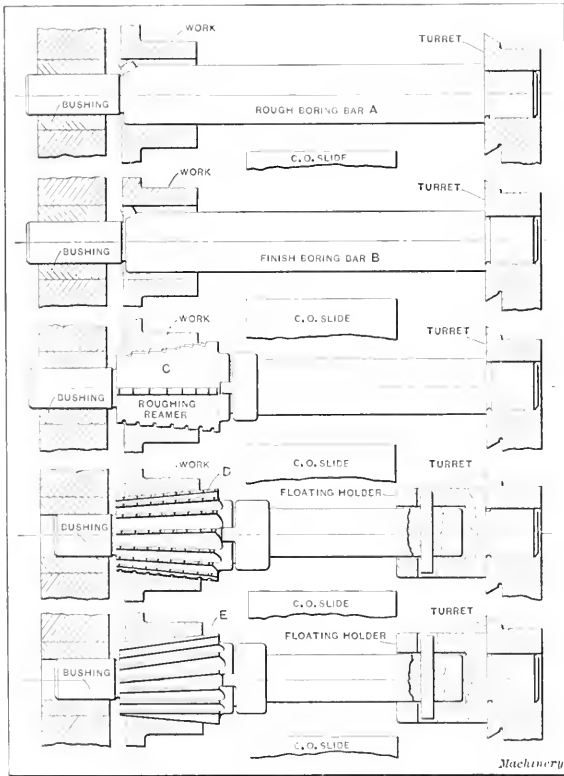 WORK
TURRET
BUSHING
ROUGH BORING BAR A
C.O. SLIDE
WORK
TURRET
BUSHING
FINISH BORING BAR B
C.O. SLIDE
WORK
TURRET
C
BUSHING
ROUGHING
REAMER
WORK
D
C.O. SLIDE
TURRET
FLOATING HOLDER
BUSHING
E
C.O. SLIDE
TURRET
FLOATING HOLDER
BUSHING
C.O. SLIDE
Machinery